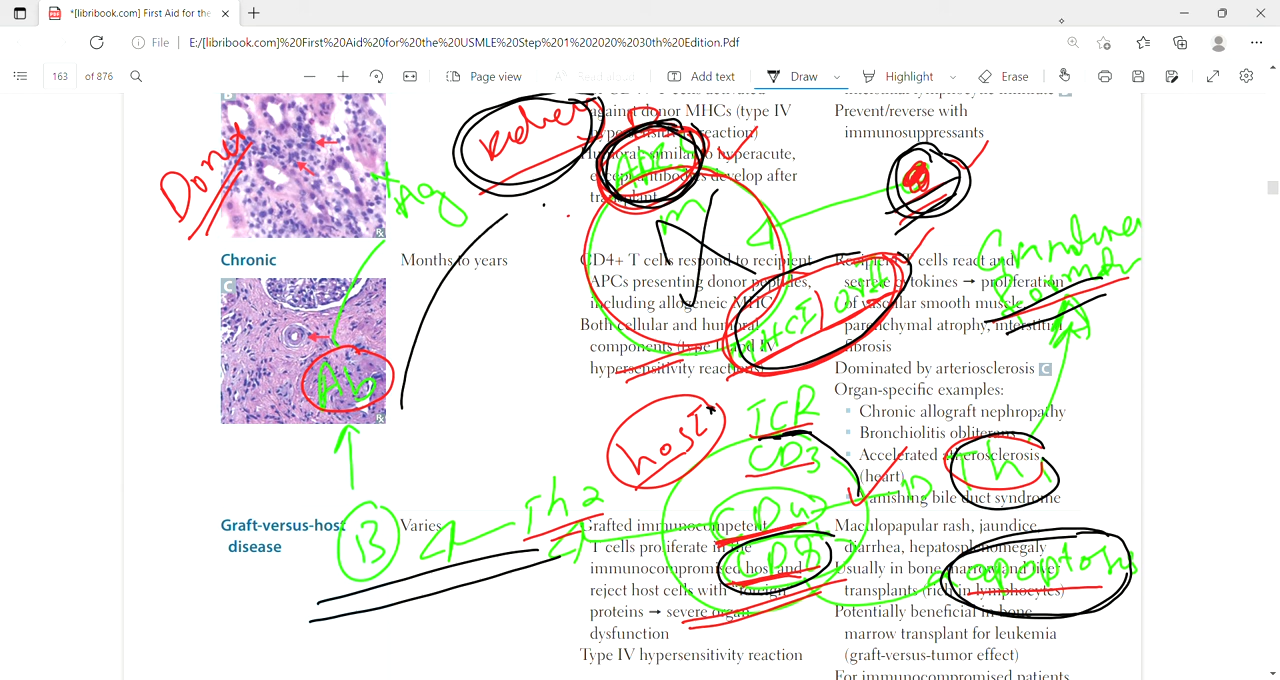 *[libribook.com] First Aid for the
File
E:/[libribook.com]%20First%20Aid%20for%20the%20USMLE%20Step%201%202020%2030th%20Edition.Pdf
163 of 876
Page view
Read aloud
Add text
Draw
Highlight
Erase
against donor MHCs (type IV
hypersensitivity reaction)
Humoral: similar to hyperacute,
develop after
Prevent/reverse with
immunosuppressants
Donor
kidney
Ag
Chronic
Months to years
CD4+ T cells respond to recipient
APCs presenting donor peptides,
including allogeneic MHC
Both cellular and humoral
components (type II and IV
hypersensitivity reactions)
Recipient T cells react and
secrete cytokines → proliferation
of vascular smooth muscle,
parenchymal atrophy, interstitial
fibrosis
Dominated by arteriosclerosis C
Organ-specific examples:
Chronic allograft nephropathy
Bronchiolitis obliterans
Accelerated atherosclerosis
(heart)
Vanishing bile duct syndrome
C
Ab
host
TCR
CD3
CD4
CD8
Th1
Th2
B
apoptosis
Graft-versus-host
disease
Varies
Grafted immunocompetent
T cells proliferate in the
immunocompromised host and
reject host cells with "foreign"
proteins → severe organ
dysfunction
Type IV hypersensitivity reaction
Maculopapular rash, jaundice,
diarrhea, hepatosplenomegaly
Usually in bone marrow and liver
transplants (rich in lymphocytes)
Potentially beneficial in bone
marrow transplant for leukemia
(graft-versus-tumor effect)
For immunocompromised patients